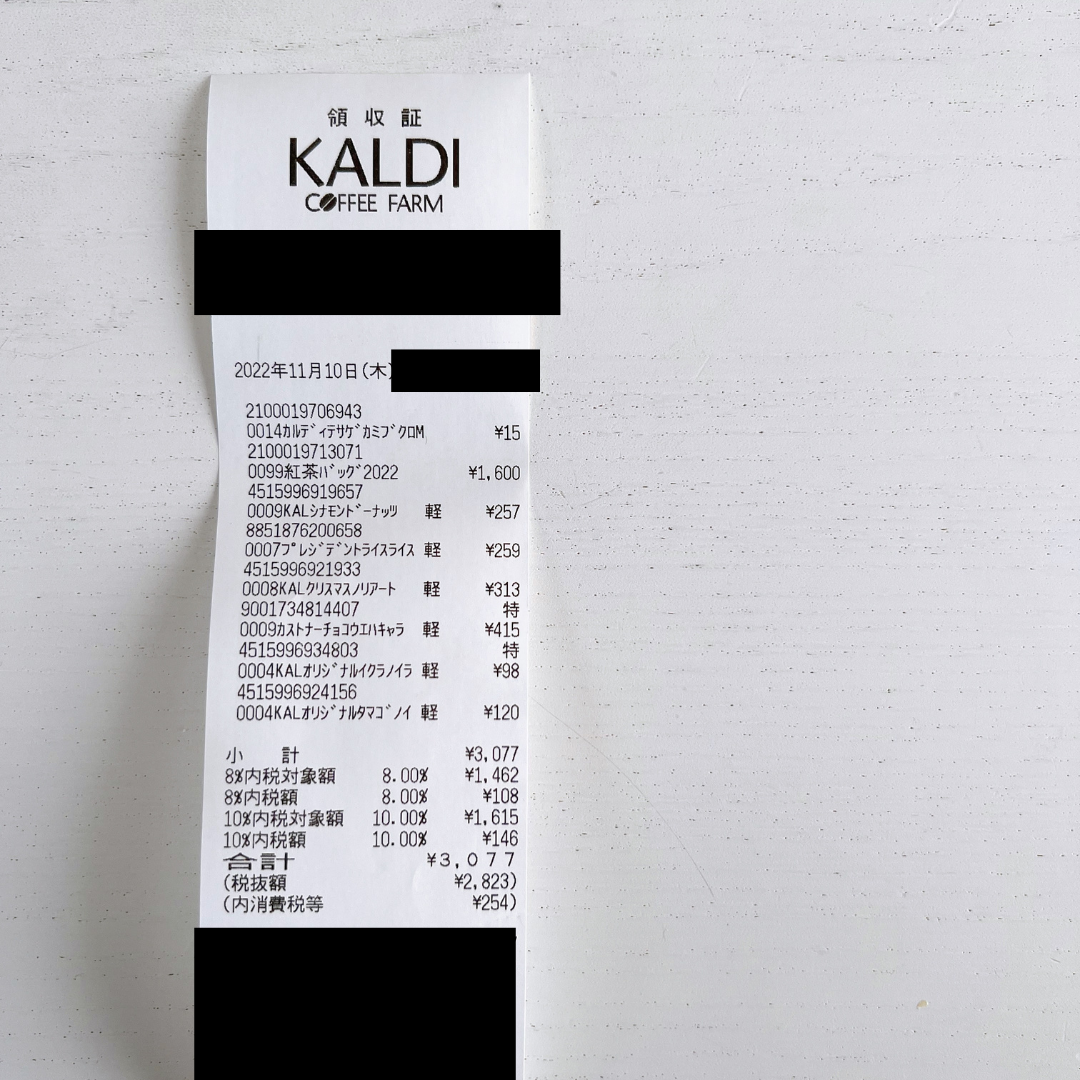 領収証
KALDI
COFFEE FARM
2022年11月10日(木)
2100019706943
0014ｶﾙﾃﾞｨﾃｻｹﾞｶﾐﾌﾞｸﾛM ¥15
2100019713071
0099紅茶ﾊﾞｯｸﾞ2022 ¥1,600
4515996919657
0009KALｼﾅﾓﾝﾄﾞｰﾅｯﾂ 軽 ¥257
8851876200658
0007ﾌﾟﾚｼﾞﾃﾞﾝﾄﾗｲｽﾗｲｽ 軽 ¥259
4515996921933
0008KALｸﾘｽﾏｽﾉﾘｱｰﾄ 軽 ¥313
9001734814407 特
0009ｶｽﾄﾅｰﾁｮｺｳｴﾊｷｬﾗ 軽 ¥415
4515996934803 特
0004KALｵﾘｼﾞﾅﾙｲｸﾗﾉｲﾗ 軽 ¥98
4515996924156
0004KALｵﾘｼﾞﾅﾙﾀﾏｺﾞﾉｲ 軽 ¥120
小計 ¥3,077
8%内税対象額 8.00% ¥1,462
8%内税額 8.00% ¥108
10%内税対象額 10.00% ¥1,615
10%内税額 10.00% ¥146
合計 ¥3,077
(税抜額 ¥2,823)
(内消費税等 ¥254)